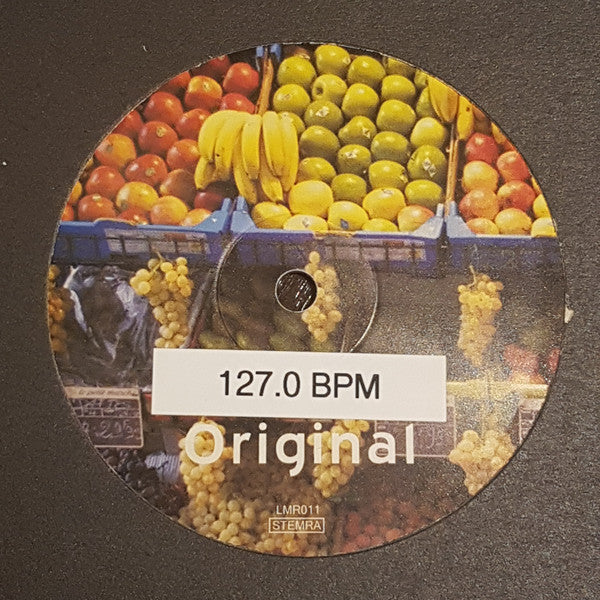 127.0 BPM
Original
LMR011
STEMRA